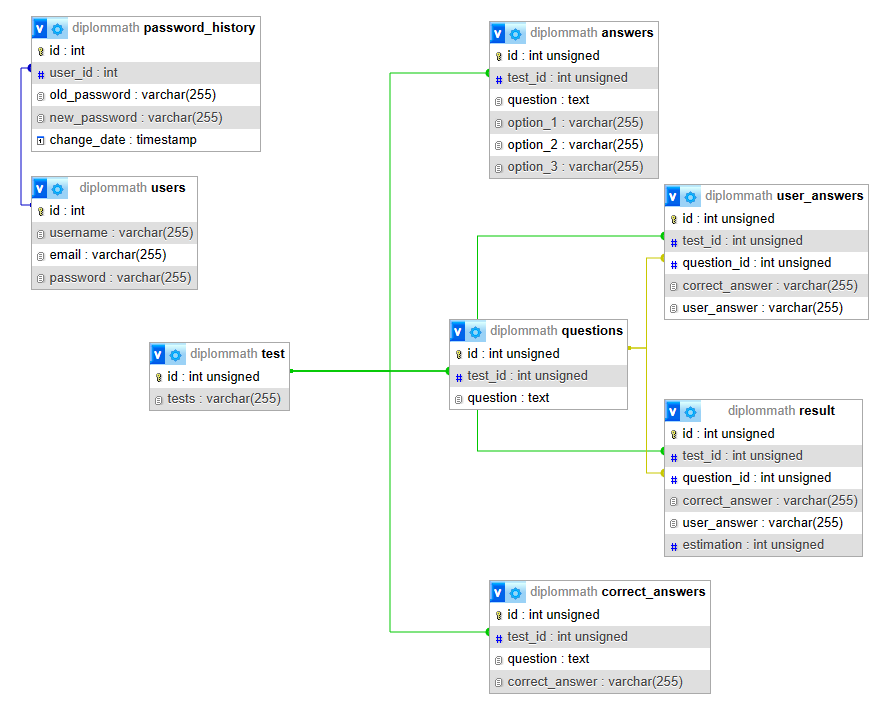 diplommath password_history
id : int
user_id : int
old_password : varchar(255)
new_password : varchar(255)
change_date : timestamp
diplommath users
id : int
username : varchar(255)
email : varchar(255)
password : varchar(255)
diplommath test
id : int unsigned
tests : varchar(255)
diplommath answers
id : int unsigned
test_id : int unsigned
question : text
option_1 : varchar(255)
option_2 : varchar(255)
option_3 : varchar(255)
diplommath questions
id : int unsigned
test_id : int unsigned
question : text
diplommath user_answers
id : int unsigned
test_id : int unsigned
question_id : int unsigned
correct_answer : varchar(255)
user_answer : varchar(255)
diplommath result
id : int unsigned
test_id : int unsigned
question_id : int unsigned
correct_answer : varchar(255)
user_answer : varchar(255)
estimation : int unsigned
diplommath correct_answers
id : int unsigned
test_id : int unsigned
question : text
correct_answer : varchar(255)